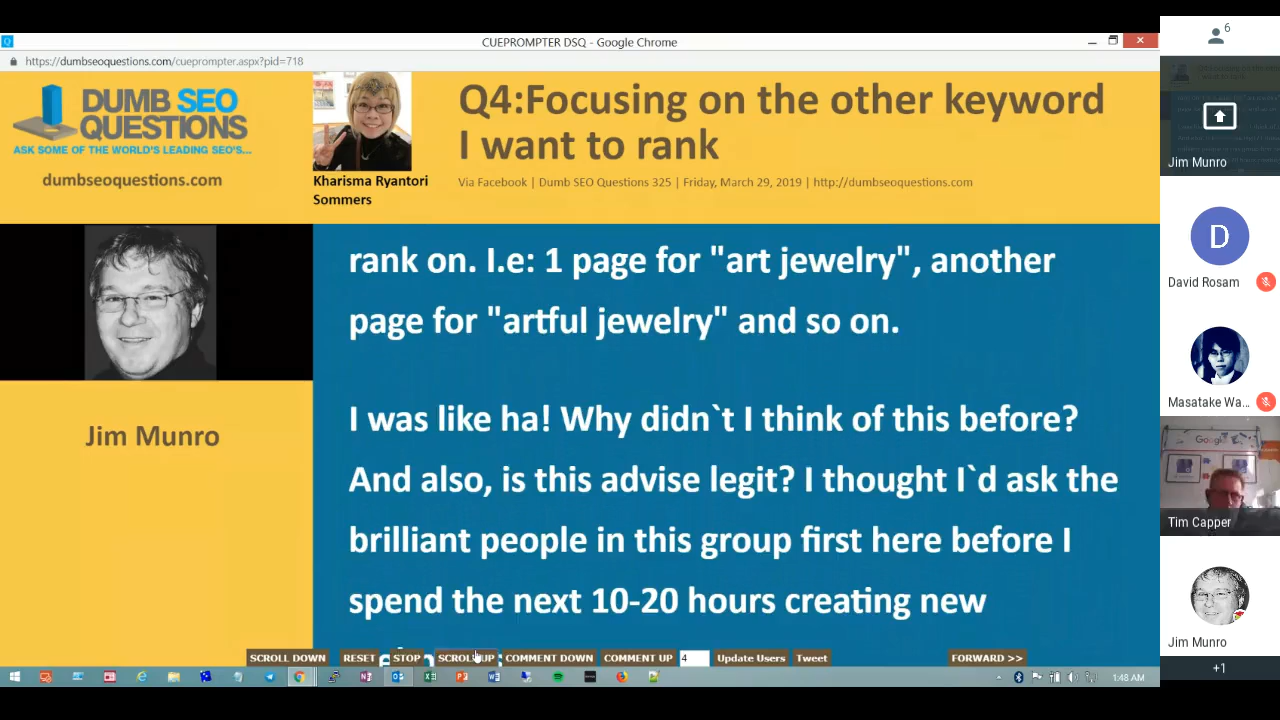 CUEPROMPTER DSQ - Google Chrome
https://dumbseoquestions.com/cueprompter.aspx?pid=718
DUMB SEO
QUESTIONS
ASK SOME OF THE WORLD'S LEADING SEO'S...
dumbseoquestions.com
Kharisma Ryantori
Sommers
Q4:Focusing on the other keyword
I want to rank
Via Facebook | Dumb SEO Questions 325 | Friday, March 29, 2019 | http://dumbseoquestions.com
Jim Munro
rank on. I.e: 1 page for "art jewelry", another
page for "artful jewelry" and so on.
I was like ha! Why didn`t I think of this before?
And also, is this advise legit? I thought I`d ask the
brilliant people in this group first here before I
spend the next 10-20 hours creating new
SCROLL DOWN RESET STOP SCROLL UP COMMENT DOWN COMMENT UP 4 Update Users Tweet FORWARD >>
1:48 AM
6
Jim Munro
D
David Rosam
Masatake Wa...
Google
Tim Capper
Jim Munro
+1